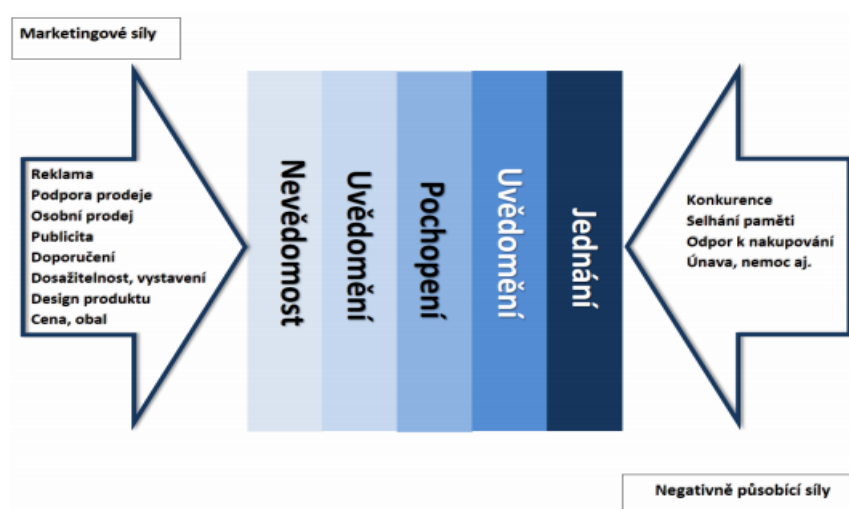 Marketingové síly
Reklama
Podpora prodeje
Osobní prodej
Publicita
Doporučení
Dosažitelnost, vystavení
Design produktu
Cena, obal
Nevědomost
Uvědomění
Pochopení
Uvědomění
Jednání
Konkurence
Selhání paměti
Odpor k nakupování
Únava, nemoc aj.
Negativně působící síly